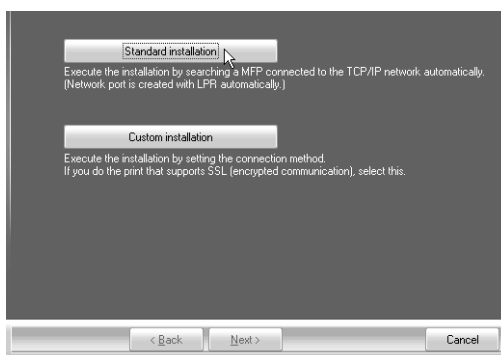 Standard installation
Execute the installation by searching a MFP connected to the TCP/IP network automatically.
(Network port is created with LPR automatically.)
Custom installation
Execute the installation by setting the connection method.
If you do the print that supports SSL (encrypted communication), select this.
< Back Next > Cancel